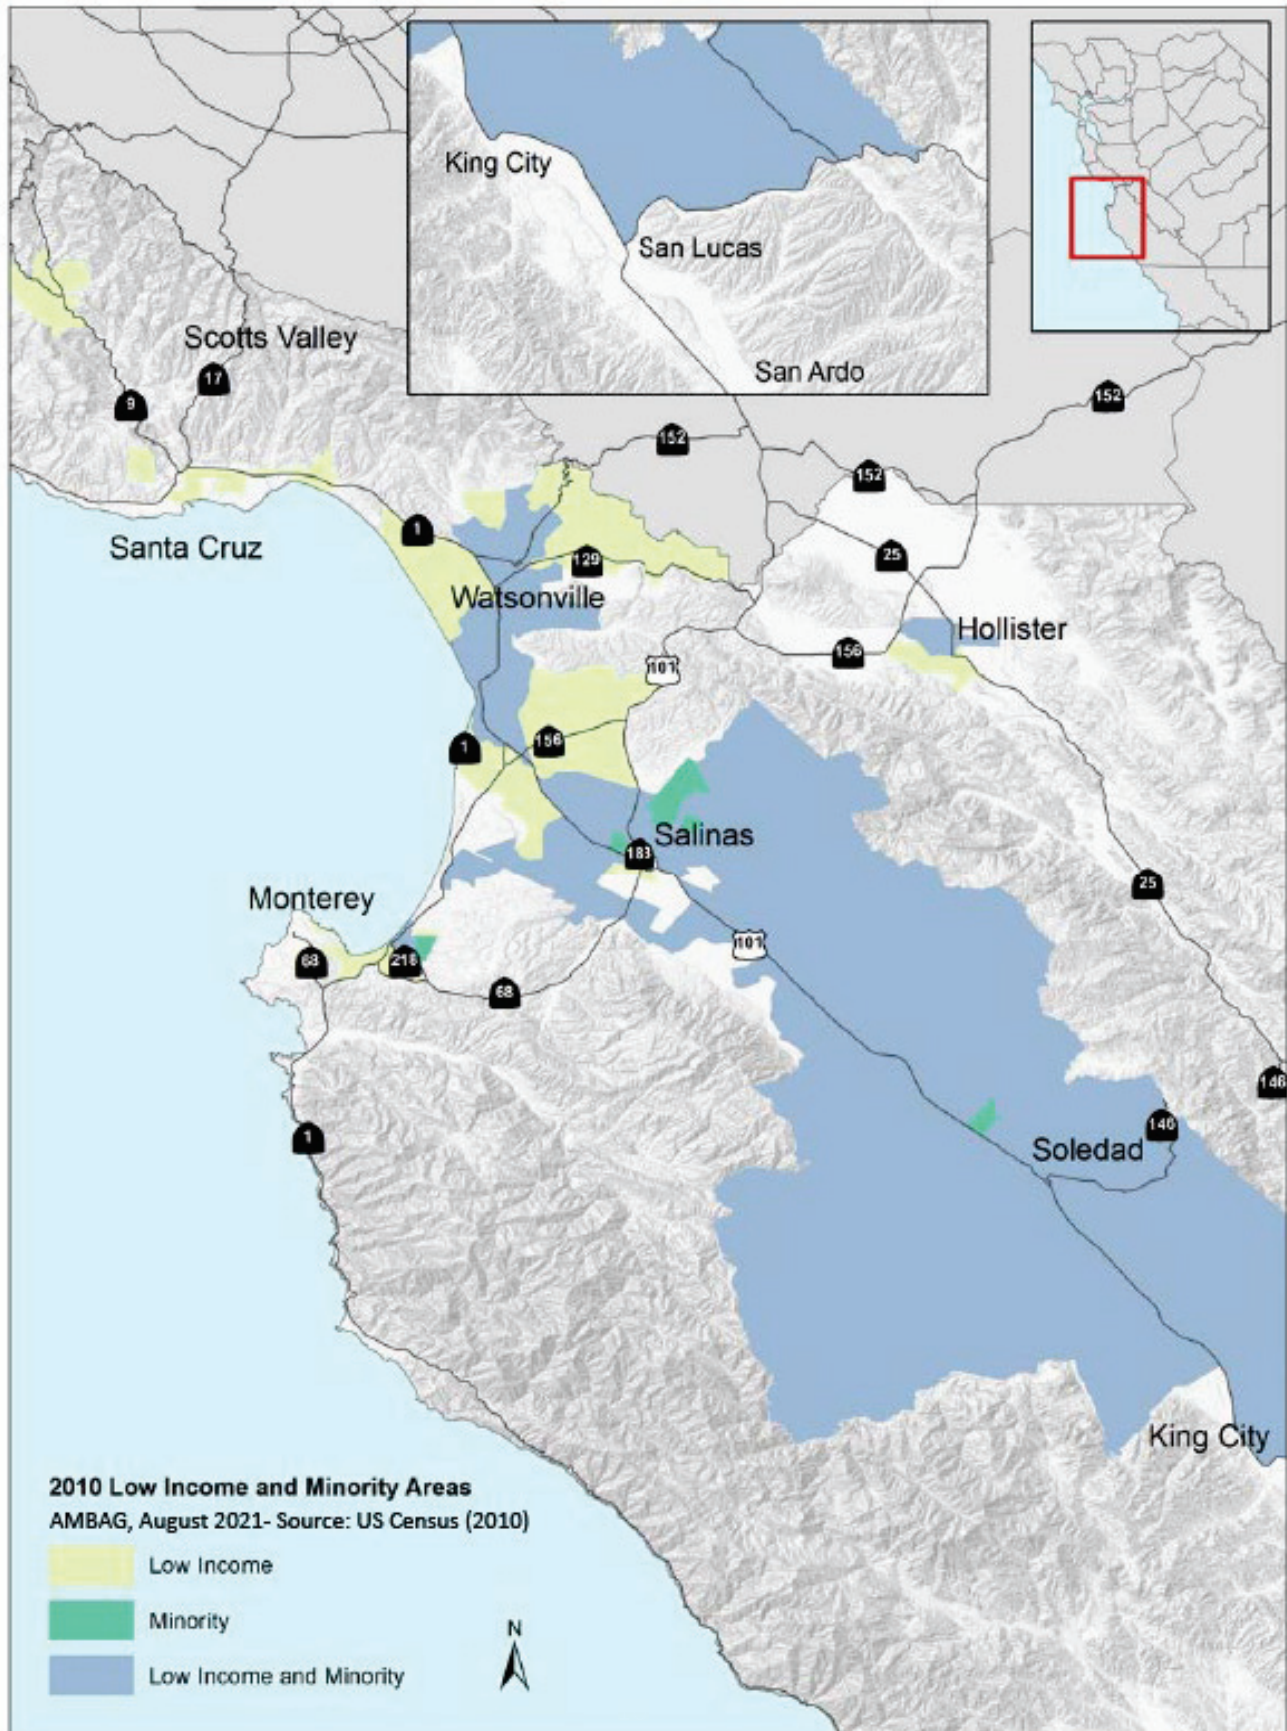 King City
San Lucas
San Ardo
Scotts Valley
17
9
152
152
152
Santa Cruz
1
129
25
Watsonville
Hollister
156
101
1
156
Salinas
183
Monterey
25
101
68
218
68
146
1
146
Soledad
King City
2010 Low Income and Minority Areas
AMBAG, August 2021- Source: US Census (2010)
Low Income
Minority
Low Income and Minority
N